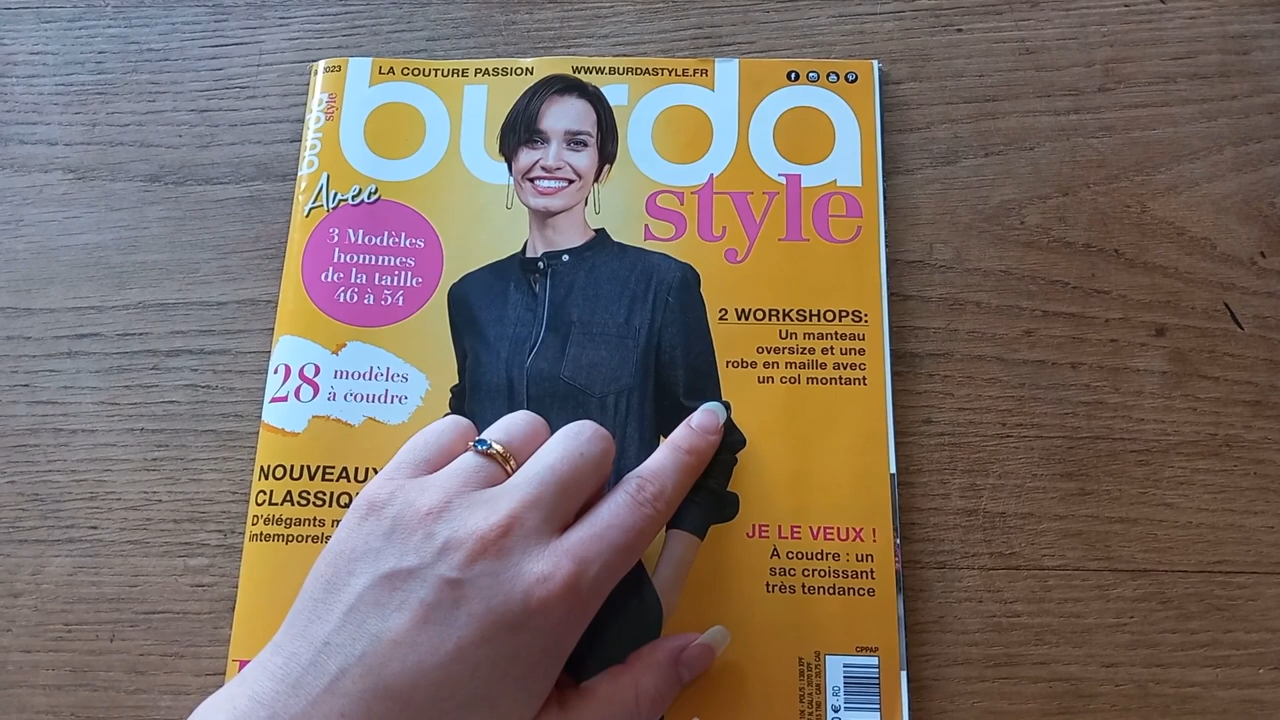 2023
LA COUTURE PASSION
WWW.BURDASTYLE.FR
burda
style
burda
style
Avec
3 Modèles
hommes
de la taille
46 à 54
28 modèles
à coudre
NOUVEAUX
D'élégants
intemporels
2 WORKSHOPS:
Un manteau
oversize et une
robe en maille avec
un col montant
JE LE VEUX !
À coudre : un
sac croissant
très tendance
CPPAP